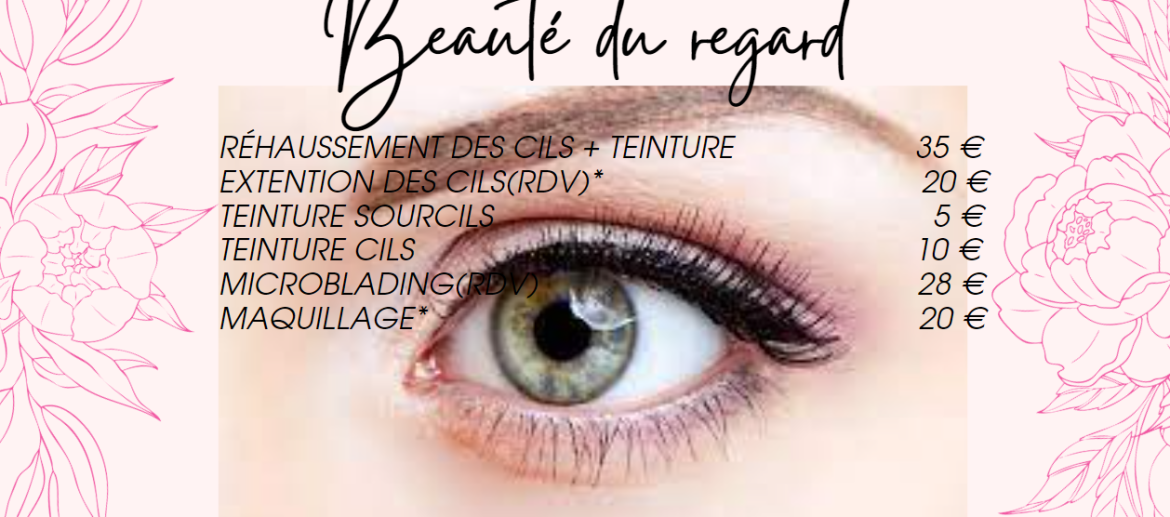 Beauté du regard
RÉHAUSSEMENT DES CILS + TEINTURE 35 €
EXTENTION DES CILS(RDV)* 20 €
TEINTURE SOURCILS 5 €
TEINTURE CILS 10 €
MICROBLADING(RDV) 28 €
MAQUILLAGE* 20 €